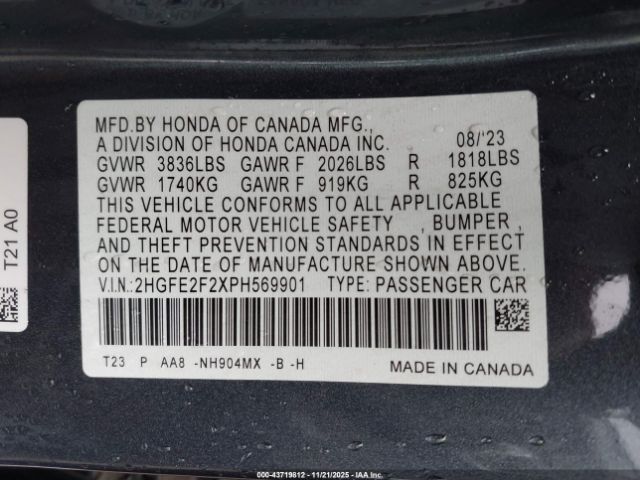 MFD.BY HONDA OF CANADA MFG.,
A DIVISION OF HONDA CANADA INC. 08/'23
GVWR 3836LBS GAWR F 2026LBS R 1818LBS
GVWR 1740KG GAWR F 919KG R 825KG
THIS VEHICLE CONFORMS TO ALL APPLICABLE
FEDERAL MOTOR VEHICLE SAFETY , BUMPER ,
AND THEFT PREVENTION STANDARDS IN EFFECT
ON THE DATE OF MANUFACTURE SHOWN ABOVE.
V.I.N.:2HGFE2F2XPH569901 TYPE: PASSENGER CAR
T23 P AA8 -NH904MX -B -H MADE IN CANADA
T21 A0
000-43719812 - 11/21/2025 - IAA Inc.